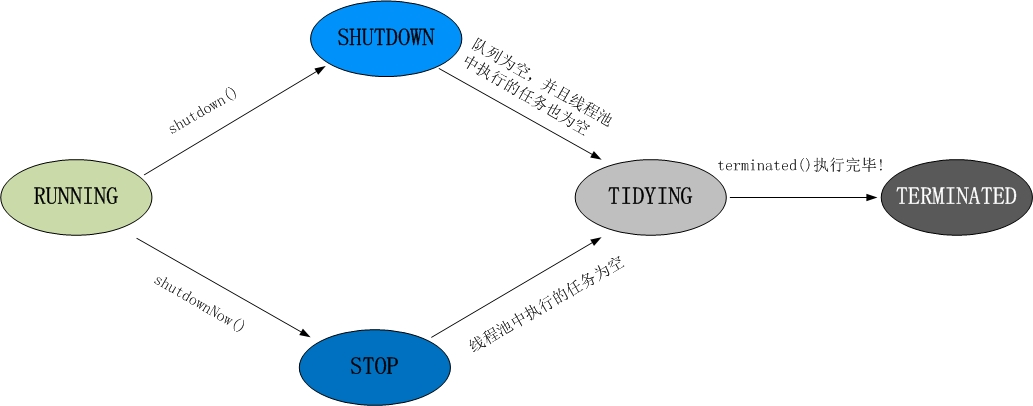 SHUTDOWN
队列为空，并且线程池
中执行的任务也为空
shutdown()
RUNNING
TIDYING
terminated()执行完毕!
TERMINATED
shutdownNow()
线程池中执行的任务为空
STOP